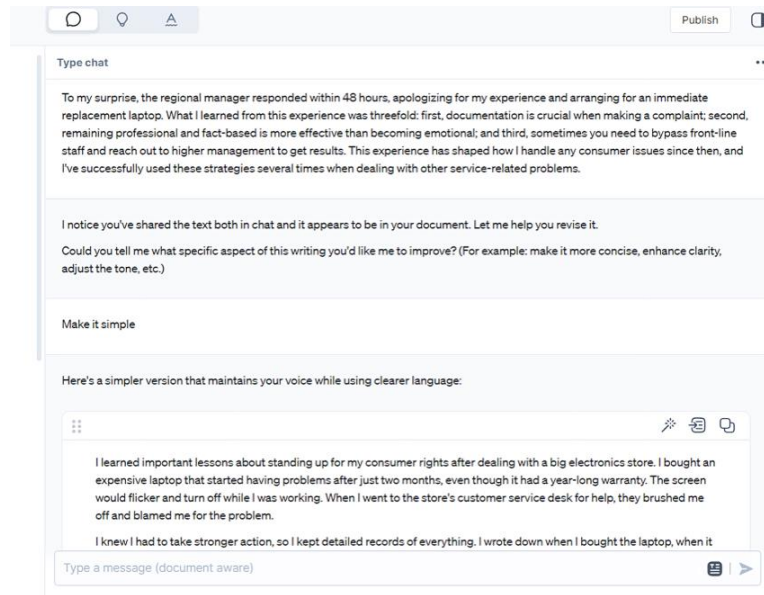 Publish
Type chat
To my surprise, the regional manager responded within 48 hours, apologizing for my experience and arranging for an immediate
replacement laptop. What I learned from this experience was threefold: first, documentation is crucial when making a complaint; second,
remaining professional and fact-based is more effective than becoming emotional; and third, sometimes you need to bypass front-line
staff and reach out to higher management to get results. This experience has shaped how I handle any consumer issues since then, and
I've successfully used these strategies several times when dealing with other service-related problems.
I notice you've shared the text both in chat and it appears to be in your document. Let me help you revise it.
Could you tell me what specific aspect of this writing you'd like me to improve? (For example: make it more concise, enhance clarity,
adjust the tone, etc.)
Make it simple
Here's a simpler version that maintains your voice while using clearer language:
I learned important lessons about standing up for my consumer rights after dealing with a big electronics store. I bought an
expensive laptop that started having problems after just two months, even though it had a year-long warranty. The screen
would flicker and turn off while I was working. When I went to the store's customer service desk for help, they brushed me
off and blamed me for the problem.
I knew I had to take stronger action, so I kept detailed records of everything. I wrote down when I bought the laptop, when it
Type a message (document aware)